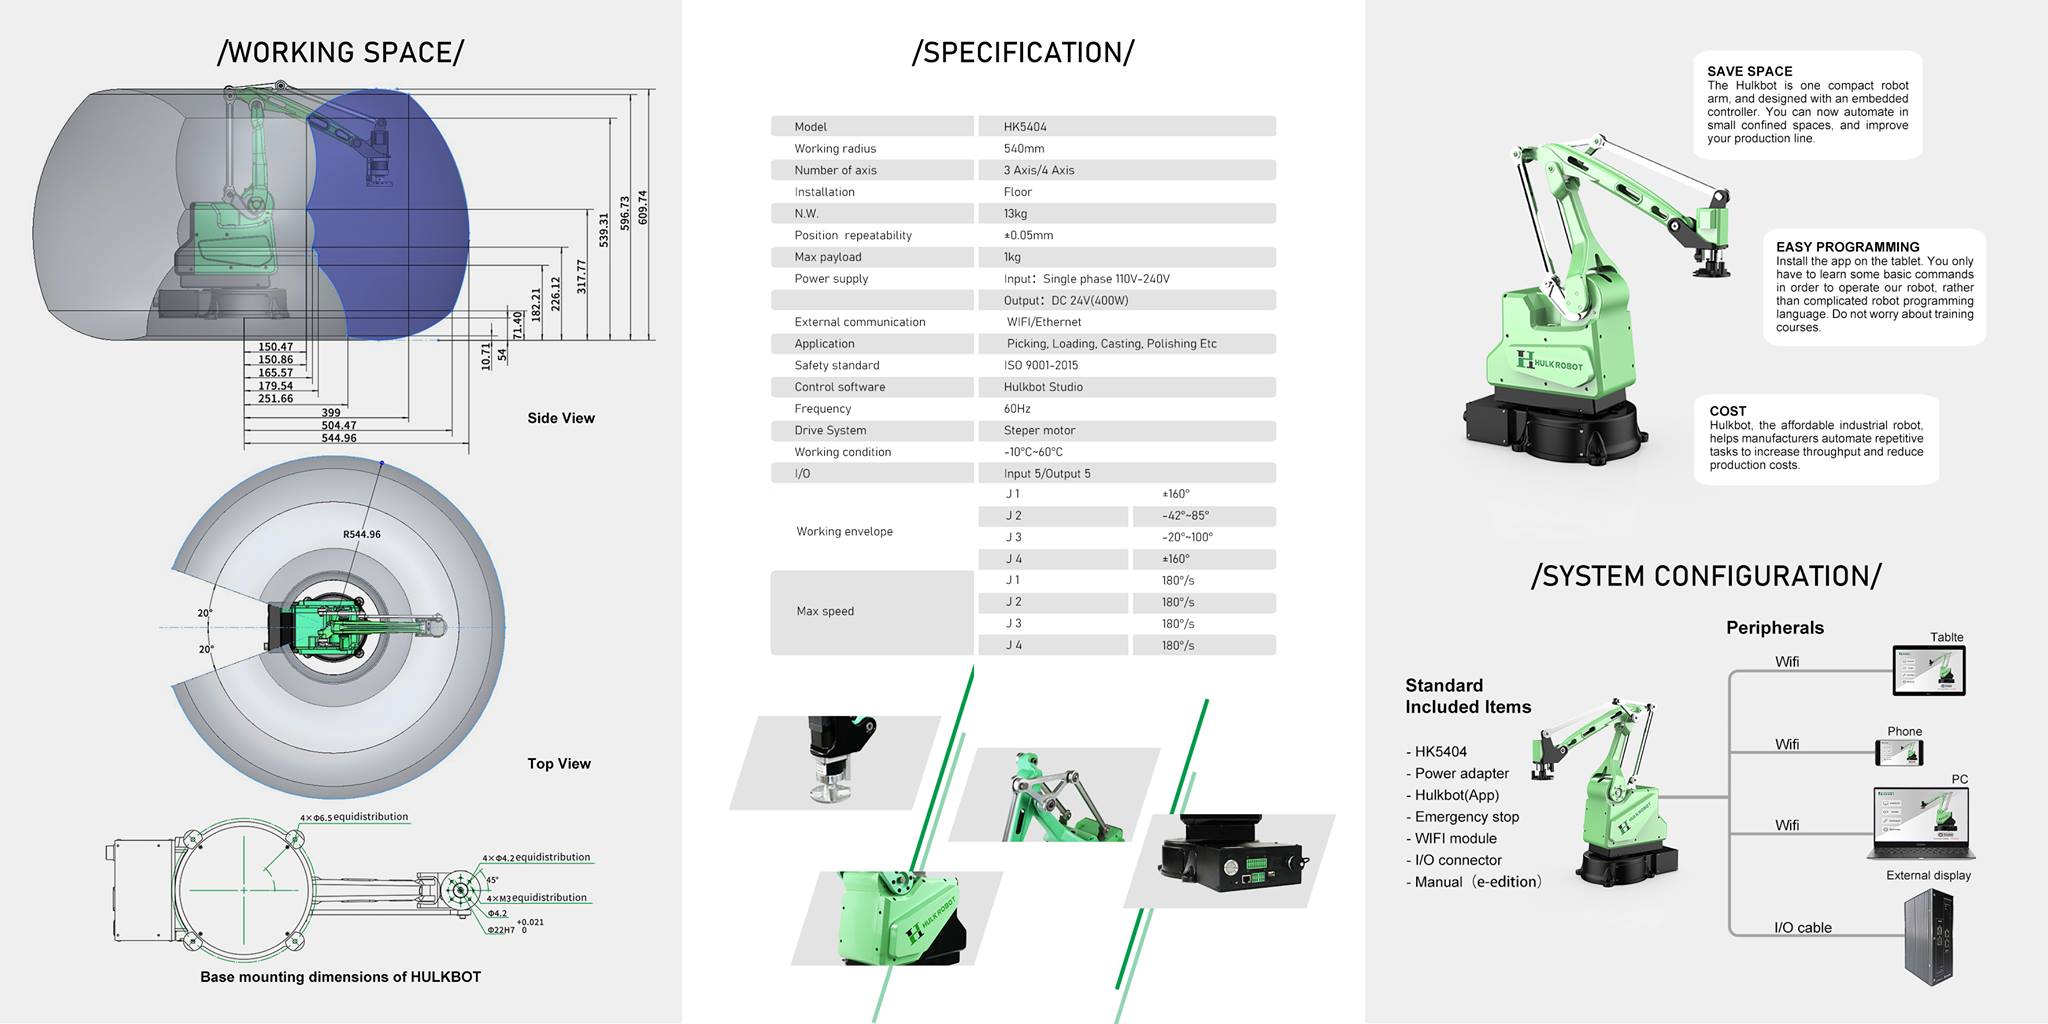 /WORKING SPACE/
150.47
150.86
165.57
179.54
251.66
399
504.47
544.96
10.71
54
71.40
182.21
226.12
317.77
539.31
596.73
609.74
Side View
R544.96
20°
20°
Top View
4×Φ6.5 equidistribution
4×Φ4.2 equidistribution
45°
4×M3 equidistribution
Φ4.2
Φ22H7 +0.021
0
Base mounting dimensions of HULKBOT
/SPECIFICATION/
Model HK5404
Working radius 540mm
Number of axis 3 Axis/4 Axis
Installation Floor
N.W. 13kg
Position repeatability ±0.05mm
Max payload 1kg
Power supply Input: Single phase 110V-240V
Output: DC 24V(400W)
External communication WIFI/Ethernet
Application Picking, Loading, Casting, Polishing Etc
Safety standard ISO 9001-2015
Control software Hulkbot Studio
Frequency 60Hz
Drive System Steper motor
Working condition -10°C~60°C
I/O Input 5/Output 5
Working envelope
J 1 ±160°
J 2 -42°~85°
J 3 -20°~100°
J 4 ±160°
Max speed
J 1 180°/s
J 2 180°/s
J 3 180°/s
J 4 180°/s
HULK ROBOT
SAVE SPACE
The Hulkbot is one compact robot
arm, and designed with an embedded
controller. You can now automate in
small confined spaces, and improve
your production line.
EASY PROGRAMMING
Install the app on the tablet. You only
have to learn some basic commands
in order to operate our robot, rather
than complicated robot programming
language. Do not worry about training
courses.
HULK ROBOT
COST
Hulkbot, the affordable industrial robot,
helps manufacturers automate repetitive
tasks to increase throughput and reduce
production costs.
/SYSTEM CONFIGURATION/
Standard
Included Items
- HK5404
- Power adapter
- Hulkbot(App)
- Emergency stop
- WIFI module
- I/O connector
- Manual（e-edition）
HULK ROBOT
Peripherals
Wifi
Tablte
Wifi
Phone
Wifi
PC
I/O cable
External display